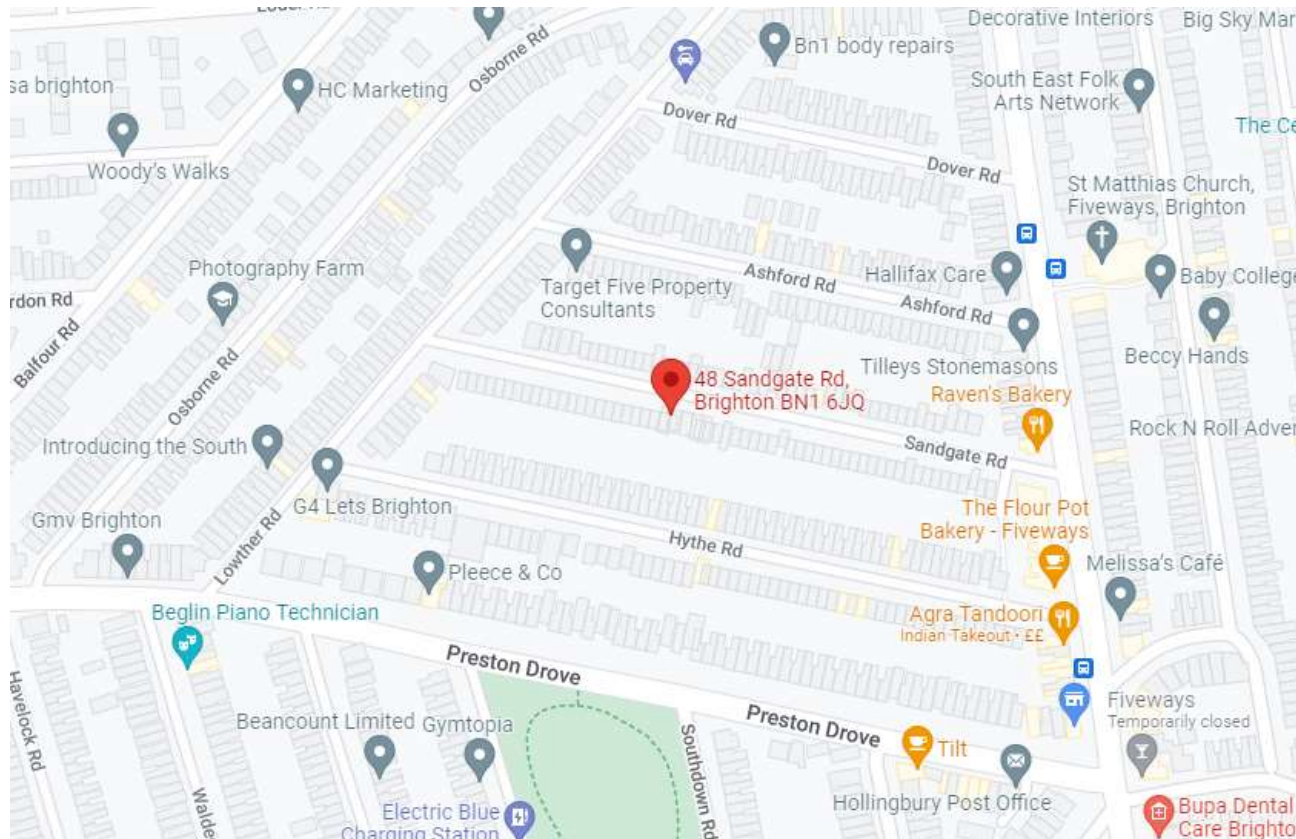 Osborne Rd
Decorative Interiors
Big Sky Mar
Bn1 body repairs
sa brighton
HC Marketing
South East Folk
Arts Network
Dover Rd
The Ce
Woody's Walks
Dover Rd
St Matthias Church,
Fiveways, Brighton
Photography Farm
Target Five Property
Consultants
Ashford Rd
Hallifax Care
Baby College
rdon Rd
Ashford Rd
Balfour Rd
Osborne Rd
Tilleys Stonemasons
Beccy Hands
48 Sandgate Rd,
Brighton BN1 6JQ
Raven's Bakery
Introducing the South
Sandgate Rd
Rock N Roll Adver
G4 Lets Brighton
The Flour Pot
Bakery - Fiveways
Gmv Brighton
Lowther Rd
Hythe Rd
Melissa's Café
Pleece & Co
Beglin Piano Technician
Agra Tandoori
Indian Takeout · ££
Preston Drove
Havelock Rd
Beancount Limited
Gymtopia
Preston Drove
Fiveways
Temporarily closed
Southdown Rd
Tilt
Walde
Hollingbury Post Office
Electric Blue
Charging Station
Bupa Dental
Care Brighto